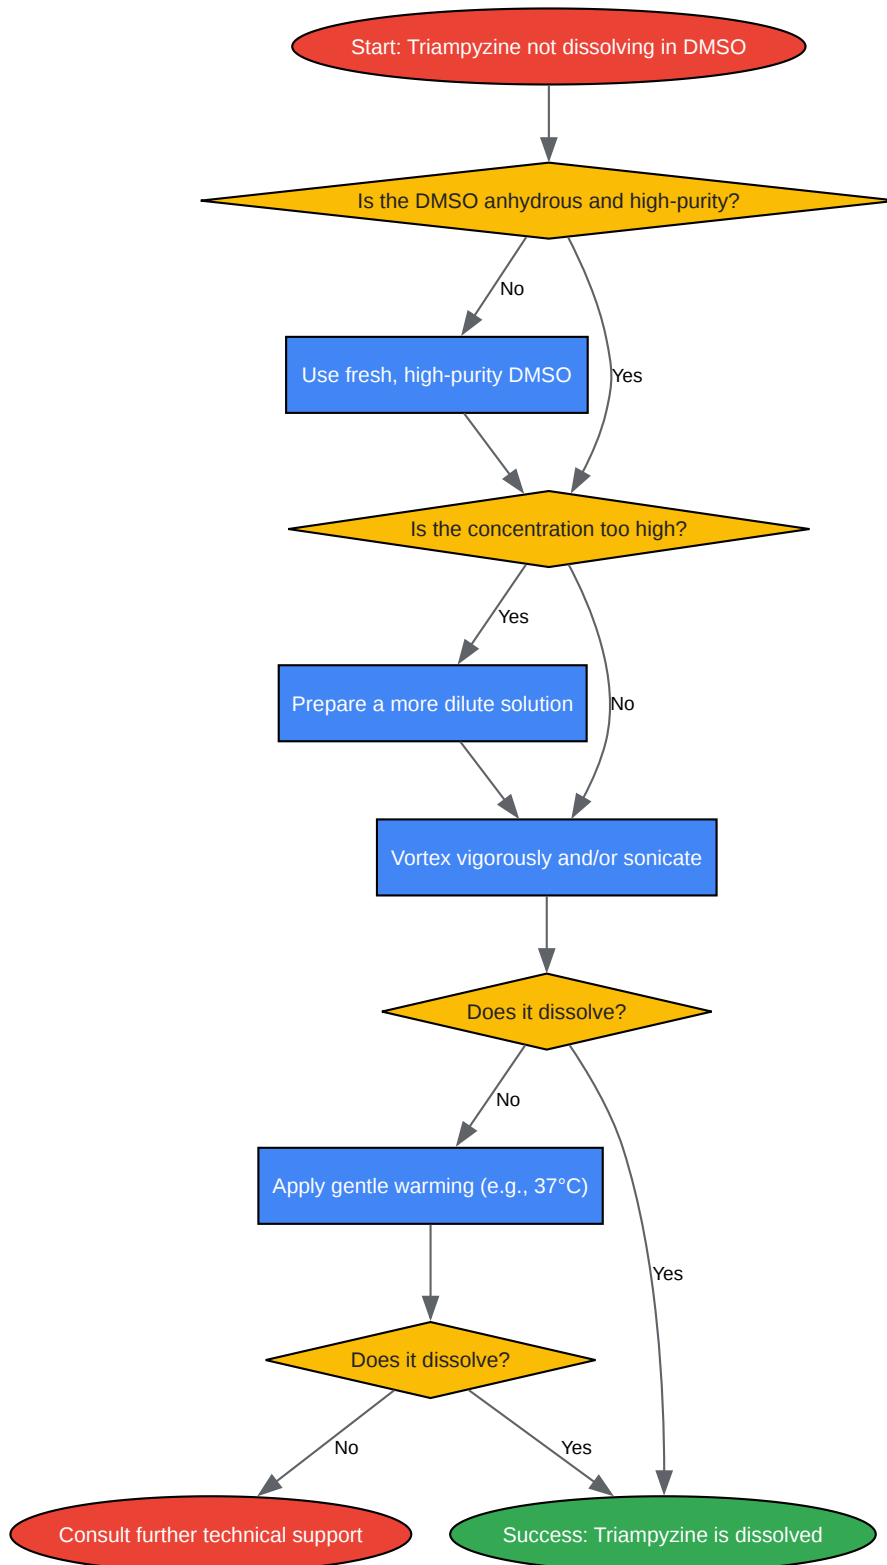 Start: Triampyzine not dissolving in DMSO
Is the DMSO anhydrous and high-purity?
No
Use fresh, high-purity DMSO
Yes
Is the concentration too high?
Yes
Prepare a more dilute solution
No
Vortex vigorously and/or sonicate
Does it dissolve?
No
Apply gentle warming (e.g., 37°C)
Yes
Does it dissolve?
No
Yes
Consult further technical support
Success: Triampyzine is dissolved